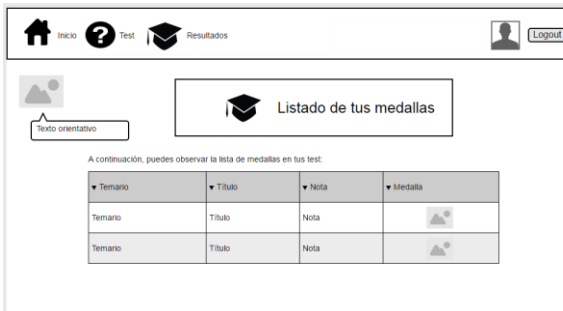 Inicio Test Resultados Logout
Listado de tus medallas
Texto orientativo
A continuación, puedes observar la lista de medallas en tus test:
▼ Temario ▼ Título ▼ Nota ▼ Medalla
Temario Título Nota
Temario Título Nota